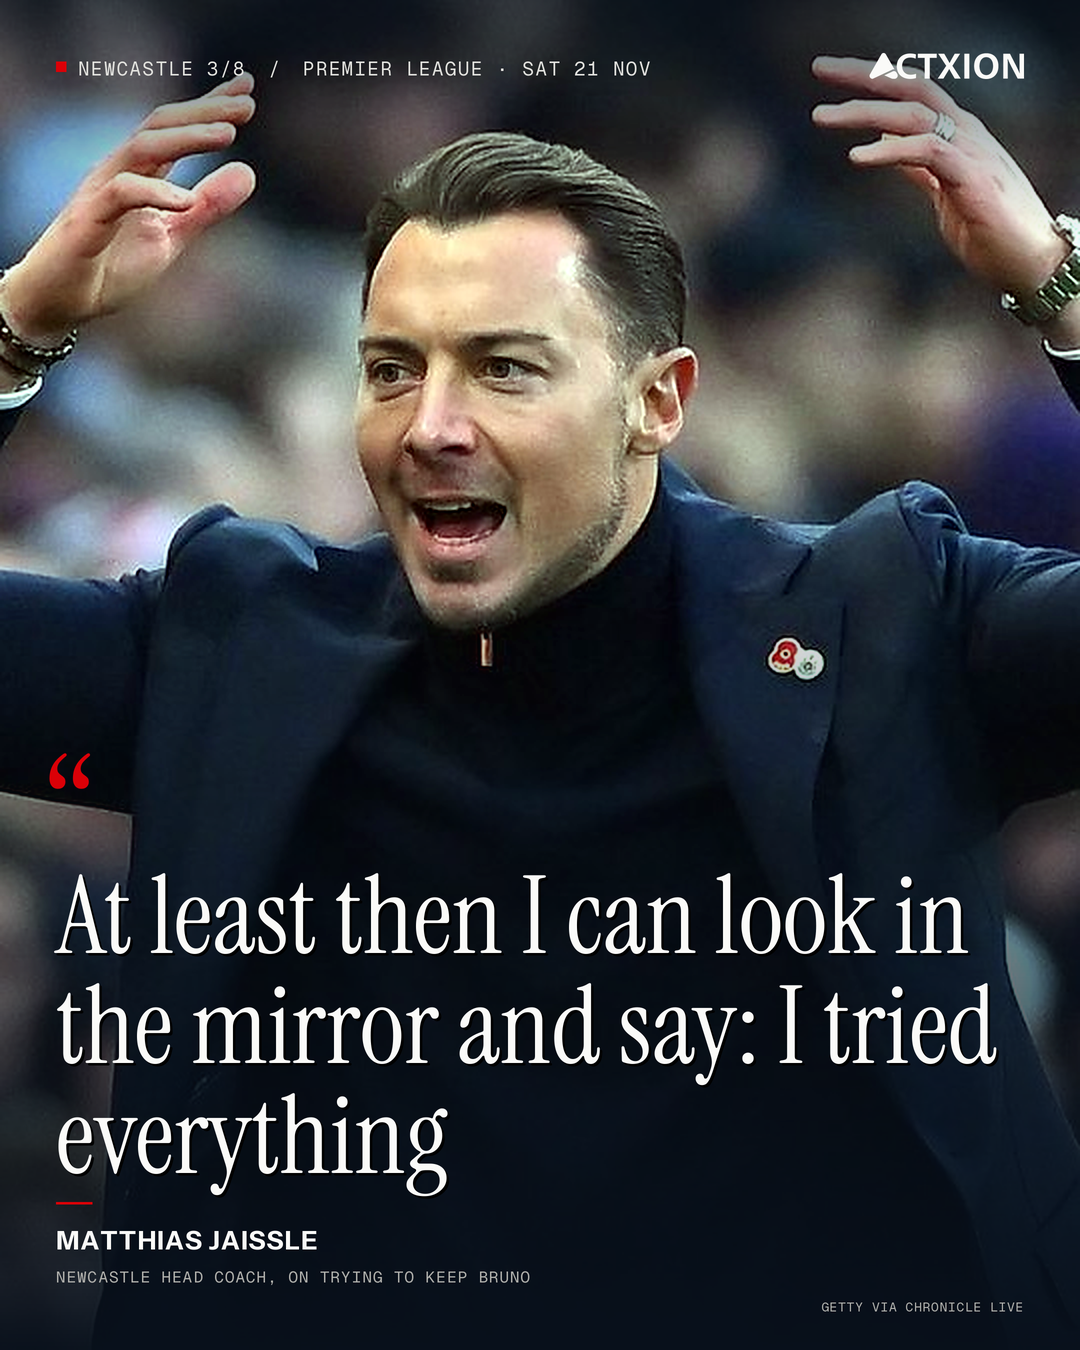 NEWCASTLE 3/8 / PREMIER LEAGUE · SAT 21 NOV
ACTXION
“
At least then I can look in
the mirror and say: I tried
everything
MATTHIAS JAISSLE
NEWCASTLE HEAD COACH, ON TRYING TO KEEP BRUNO
GETTY VIA CHRONICLE LIVE